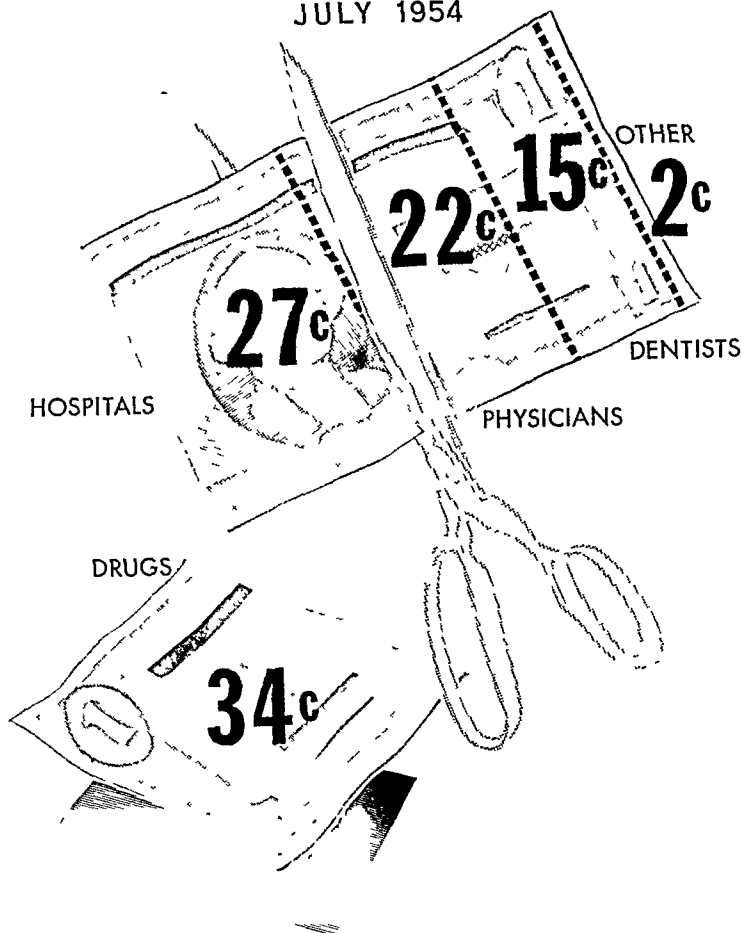 JULY 1954
OTHER
2c
15c
22c
27c
DENTISTS
HOSPITALS
PHYSICIANS
DRUGS
34c